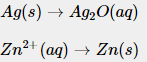 Ag(s) → Ag₂O(aq)
Zn²⁺(aq) → Zn(s)